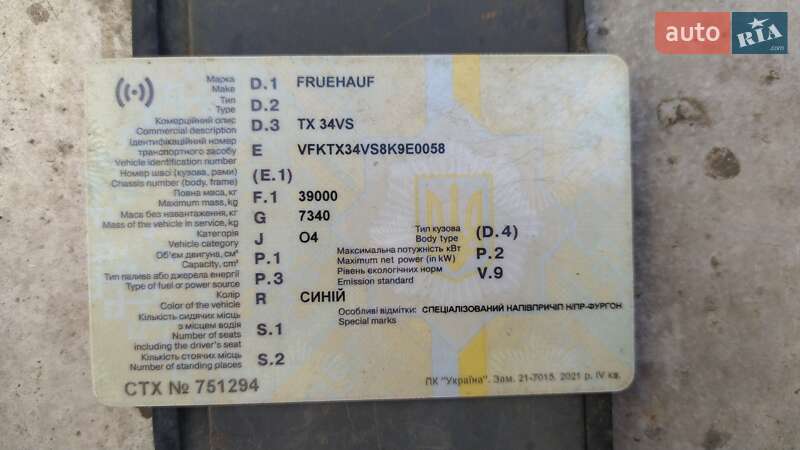 auto RIA .com
Марка
Make D.1 FRUEHAUF
Тип
Type D.2
Комерційний опис
Commercial description D.3 TX 34VS
Ідентифікаційний номер
транспортного засобу
Vehicle identification number E VFKTX34VS8K9E0058
Номер шасі (кузова, рами)
Chassis number (body, frame) (E.1)
Повна маса, кг
Maximum mass, kg F.1 39000
Маса без навантаження, кг
Mass of the vehicle in service, kg G 7340
Категорія
Vehicle category J O4
Об'єм двигуна, см³
Capacity, cm³ P.1
Тип палива або джерела енергії
Type of fuel or power source P.3
Колір
Color of the vehicle R СИНІЙ
Кількість сидячих місць
з місцем водія
Number of seats
including the driver's seat S.1
Кількість стоячих місць
Number of standing places S.2
Тип кузова
Body type (D.4)
Максимальна потужність кВт
Maximum net power (in kW) P.2
Рівень екологічних норм
Emission standard V.9
Особливі відмітки: СПЕЦІАЛІЗОВАНИЙ НАПІВПРИЧІП Н/ПР-ФУРГОН
Special marks
СТХ № 751294
ПК "Україна". Зам. 21-7015. 2021 р. IV кв.